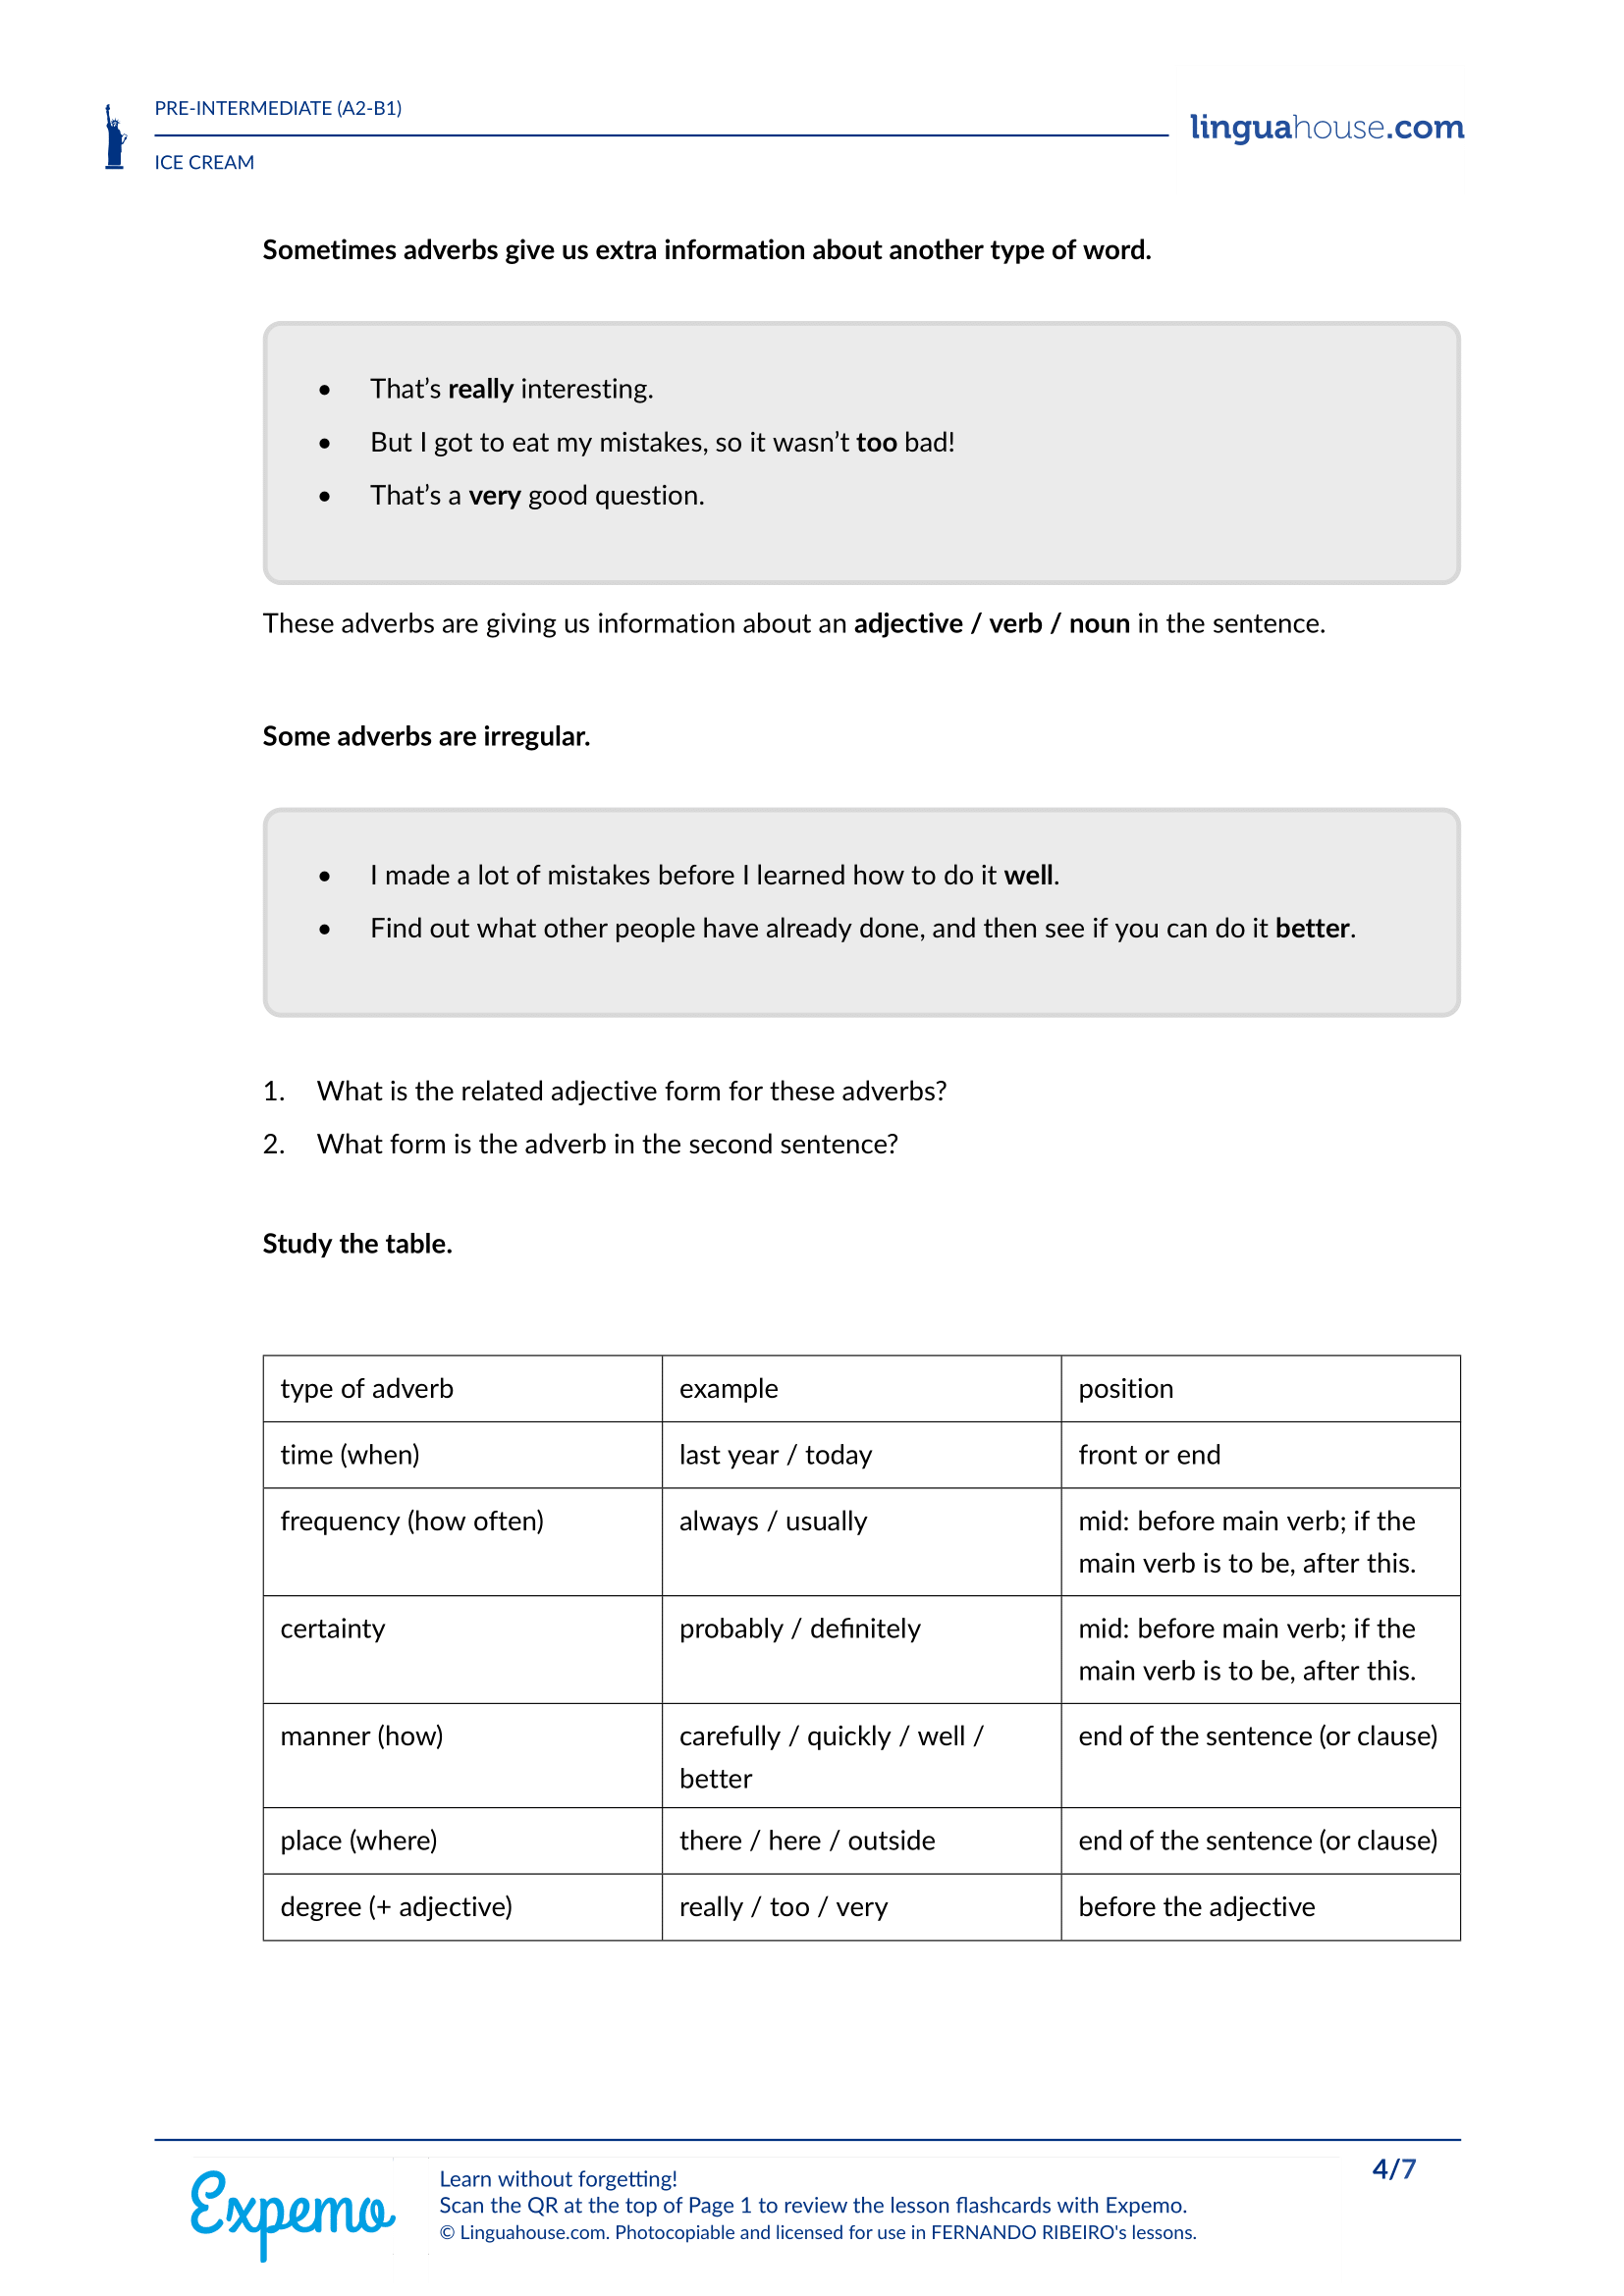 PRE-INTERMEDIATE (A2-B1)
linguahouse.com
ICE CREAM
Sometimes adverbs give us extra information about another type of word.
• That’s really interesting.
• But I got to eat my mistakes, so it wasn’t too bad!
• That’s a very good question.
These adverbs are giving us information about an adjective / verb / noun in the sentence.
Some adverbs are irregular.
• I made a lot of mistakes before I learned how to do it well.
• Find out what other people have already done, and then see if you can do it better.
1. What is the related adjective form for these adverbs?
2. What form is the adverb in the second sentence?
Study the table.
type of adverb example position
time (when) last year / today front or end
frequency (how often) always / usually mid: before main verb; if the
main verb is to be, after this.
certainty probably / definitely mid: before main verb; if the
main verb is to be, after this.
manner (how) carefully / quickly / well / end of the sentence (or clause)
better
place (where) there / here / outside end of the sentence (or clause)
degree (+ adjective) really / too / very before the adjective
4/7
Expemo
Learn without forgetting!
Scan the QR at the top of Page 1 to review the lesson flashcards with Expemo.
© Linguahouse.com. Photocopiable and licensed for use in FERNANDO RIBEIRO's lessons.